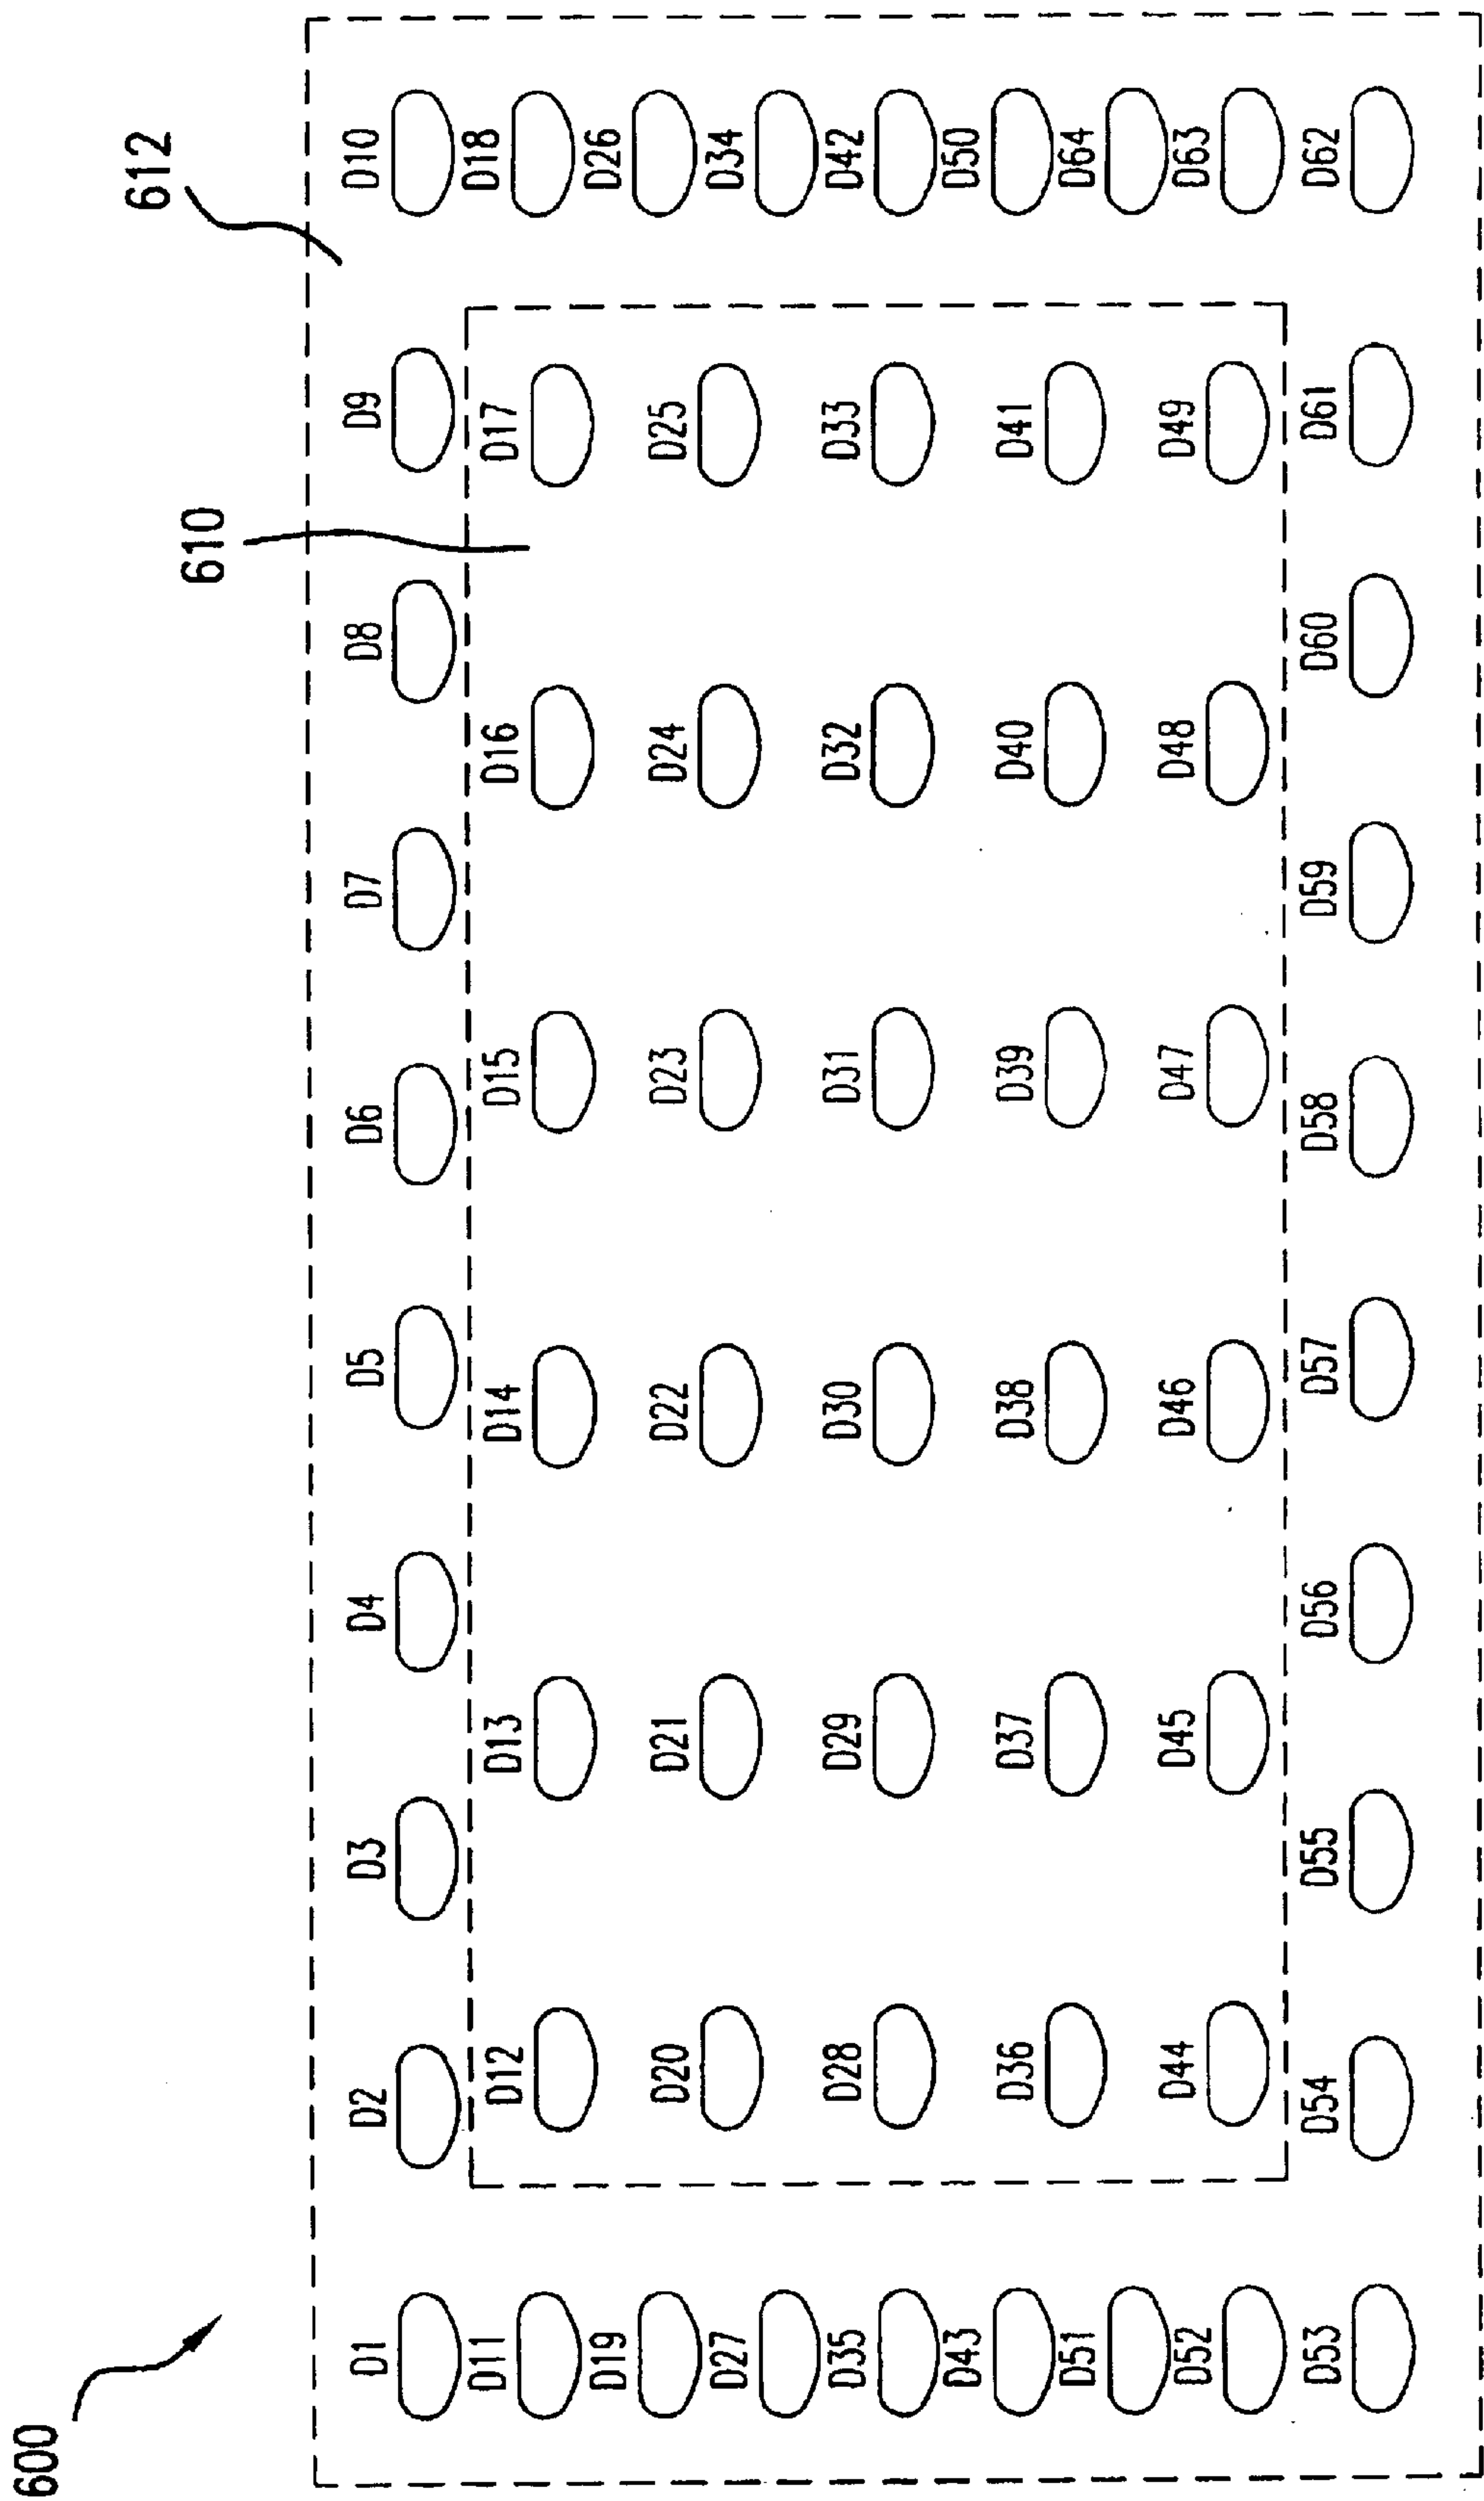 600
612
610
D1 D2 D3 D4 D5 D6 D7 D8 D9 D10
D11 D12 D13 D14 D15 D16 D17 D18
D19 D20 D21 D22 D23 D24 D25 D26
D27 D28 D29 D30 D31 D32 D33 D34
D35 D36 D37 D38 D39 D40 D41 D42
D43 D44 D45 D46 D47 D48 D49 D50
D51 D64
D52 D63
D53 D54 D55 D56 D57 D58 D59 D60 D61 D62